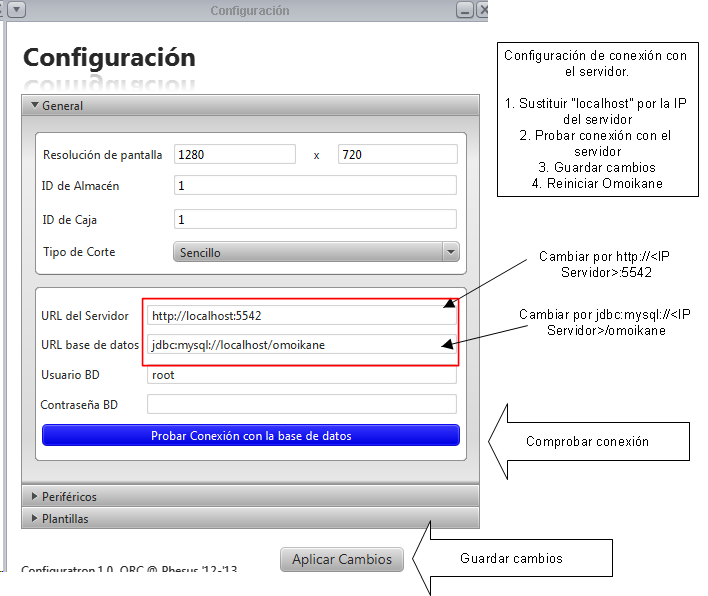 Configuración
Configuración
General
Resolución de pantalla 1280 x 720
ID de Almacén 1
ID de Caja 1
Tipo de Corte Sencillo
URL del Servidor http://localhost:5542
URL base de datos jdbc:mysql://localhost/omoikane
Usuario BD root
Contraseña BD
Probar Conexión con la base de datos
Periféricos
Plantillas
Aplicar Cambios
Configuratron 1.0, ORC @ Phesus '12-'13
Configuración de conexión con
el servidor.
1. Sustituir "localhost" por la IP
del servidor
2. Probar conexión con el
servidor
3. Guardar cambios
4. Reiniciar Omoikane
Cambiar por http://<IP
Servidor>:5542
Cambiar por jdbc:mysql://<IP
Servidor>/omoikane
Comprobar conexión
Guardar cambios